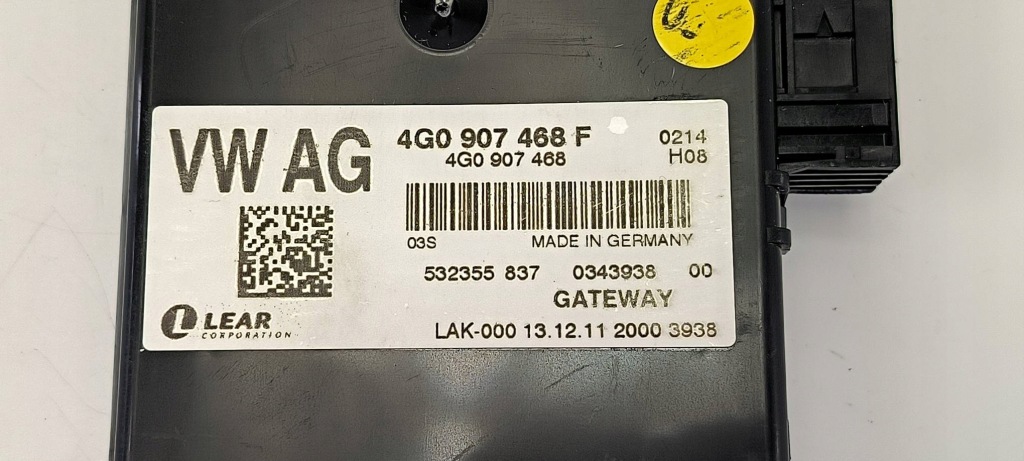 VW AG
4G0 907 468 F 0214
4G0 907 468 H08
03S MADE IN GERMANY
532355 837 0343938 00
GATEWAY
LEAR
CORPORATION
LAK-000 13.12.11 2000 3938